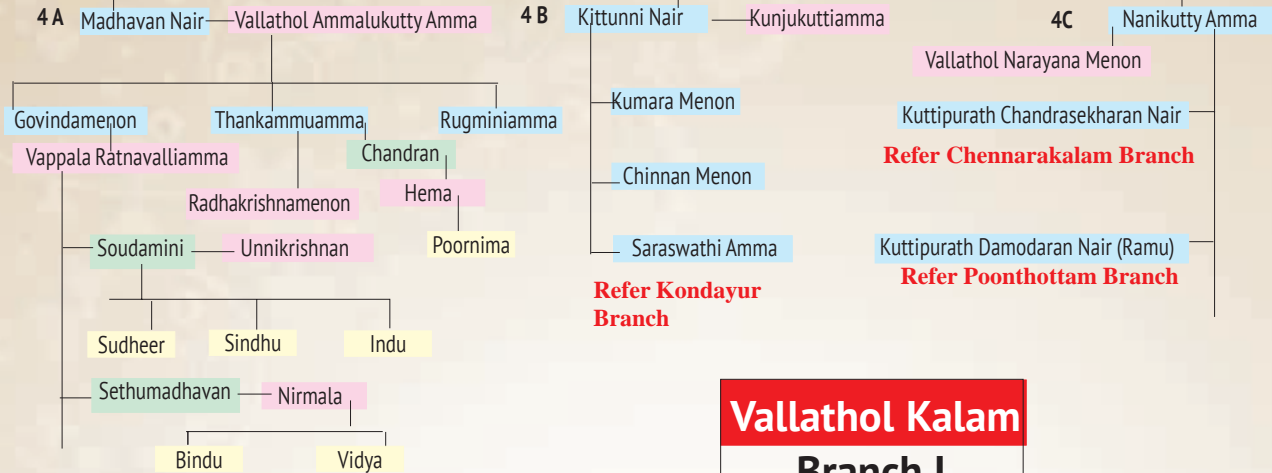 4 A
Madhavan Nair
Vallathol Ammalukutty Amma
Govindamenon
Thankammuamma
Rugminiamma
Vappala Ratnavalliamma
Chandran
Radhakrishnamenon
Hema
Poornima
Soudamini
Unnikrishnan
Sudheer
Sindhu
Indu
Sethumadhavan
Nirmala
Bindu
Vidya
4 B
Kittunni Nair
Kunjukuttiamma
Kumara Menon
Chinnan Menon
Saraswathi Amma
Refer Kondayur
Branch
4C
Nanikutty Amma
Vallathol Narayana Menon
Kuttipurath Chandrasekharan Nair
Refer Chennarakalam Branch
Kuttipurath Damodaran Nair (Ramu)
Refer Poonthottam Branch
Vallathol Kalam
Branch I